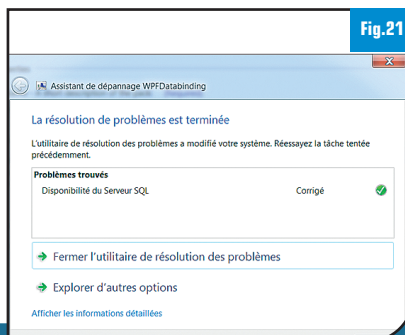 Fig.21
Assistant de dépannage WPFDatabinding
La résolution de problèmes est terminée
L'utilitaire de résolution des problèmes a modifié votre système. Réessayez la tâche tentée
précédemment.
Problèmes trouvés
Disponibilité du Serveur SQL Corrigé
Fermer l'utilitaire de résolution des problèmes
Explorer d'autres options
Afficher les informations détaillées